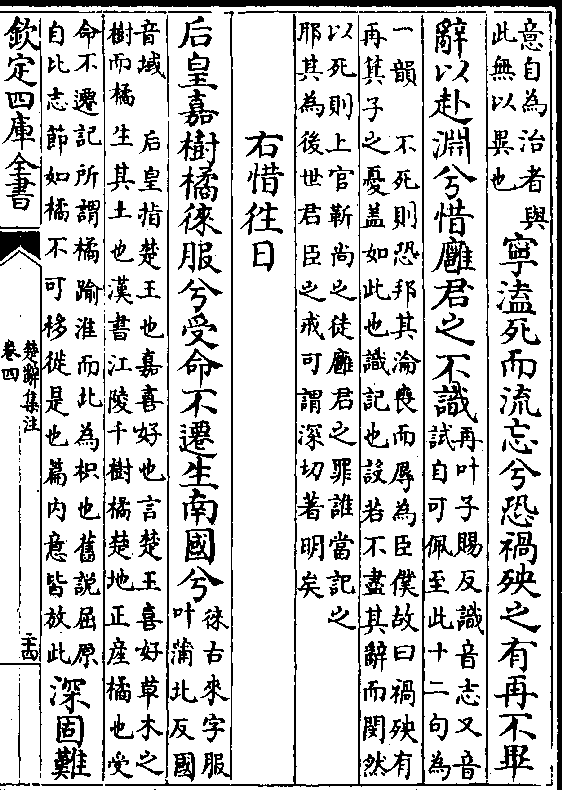 意自為治者與
此無以異也
寧溘死而流忘兮恐禍殃之有再不畢
辭以赴淵兮惜廱君之不識
再叶子賜反識音志又音
試自可佩至此十二句為
一韻　不死則恐邦其淪喪而辱為臣僕故曰禍殃有
再箕子之憂蓋如此也識記也設若不盡其辭而閔然
以死則上官靳尚之徒廱君之罪誰當記之
耶其為後世君臣之戒可謂深切著明矣
右惜徃日
后皇嘉樹橘徠服兮受命不遷生南國兮
徠古來字服
叶蒲北反國
音域　后皇指楚王也嘉喜好也言楚王喜好草木之
樹而橘生其土也漢書江陵千樹橘楚地正産橘也受
命不遷記所謂橘踰淮而北為枳也舊說屈原
自比志節如橘不可移徙是也篇内意皆放此
深固難
欽定四庫全書
楚辭集注
卷四
二十四